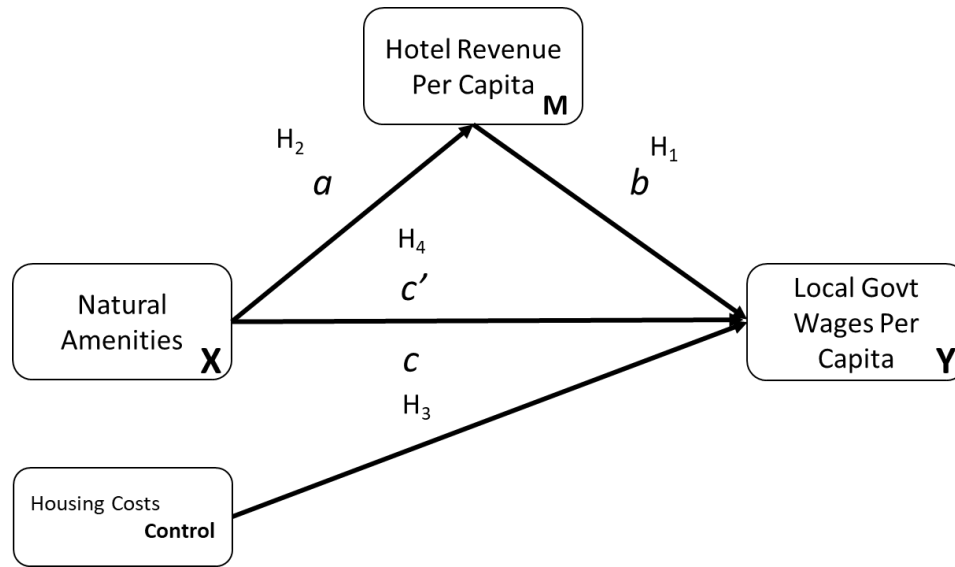 Hotel Revenue
Per Capita
M
H₂
a
H₁
b
H₄
c’
Natural
Amenities
X
Local Govt
Wages Per
Capita
Y
c
H₃
Housing Costs
Control